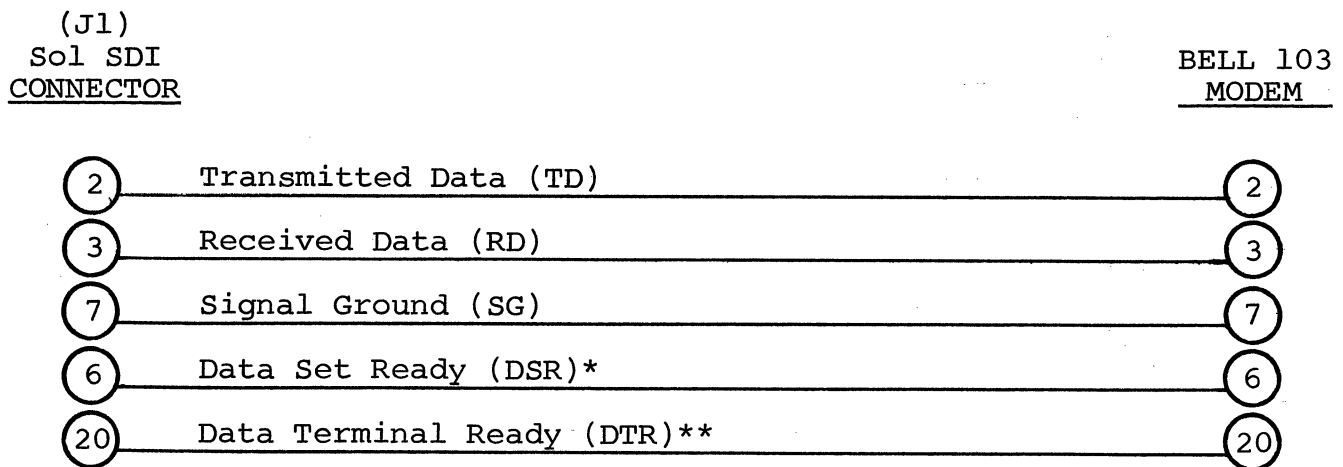 (J1)
Sol SDI
CONNECTOR
BELL 103
MODEM
2 Transmitted Data (TD) 2
3 Received Data (RD) 3
7 Signal Ground (SG) 7
6 Data Set Ready (DSR)* 6
20 Data Terminal Ready (DTR)** 20